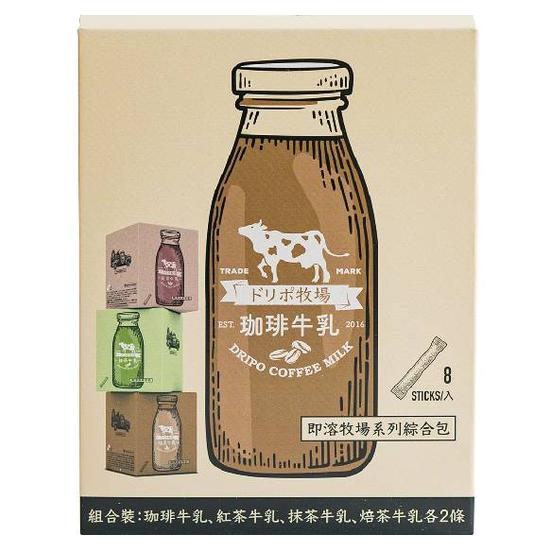 TRADE MARK
ドリポ牧場
EST. 珈琲牛乳 2016
DRIPO COFFEE MILK
8
STICKS/入
即溶牧場系列綜合包
組合裝:珈琲牛乳、紅茶牛乳、抹茶牛乳、焙茶牛乳各2條